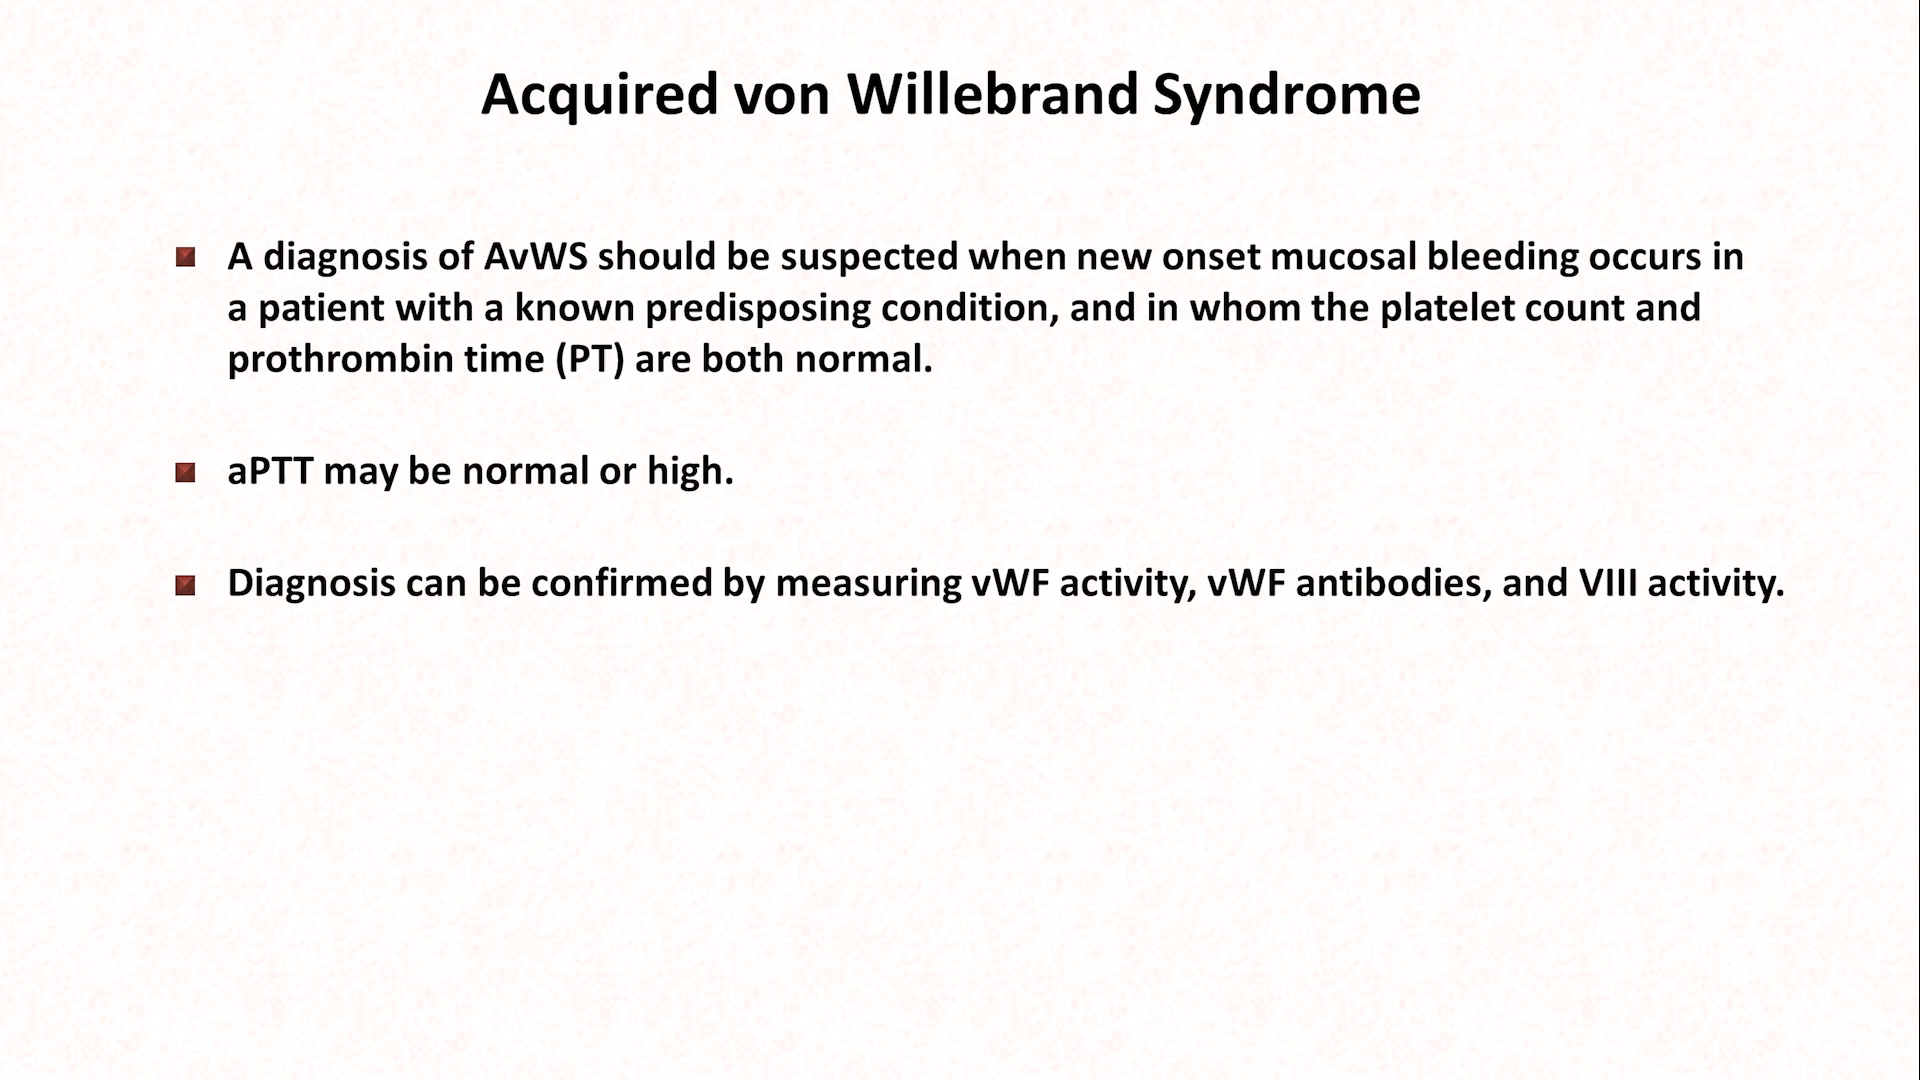 Acquired von Willebrand Syndrome
A diagnosis of AvWS should be suspected when new onset mucosal bleeding occurs in
a patient with a known predisposing condition, and in whom the platelet count and
prothrombin time (PT) are both normal.
aPTT may be normal or high.
Diagnosis can be confirmed by measuring vWF activity, vWF antibodies, and VIII activity.